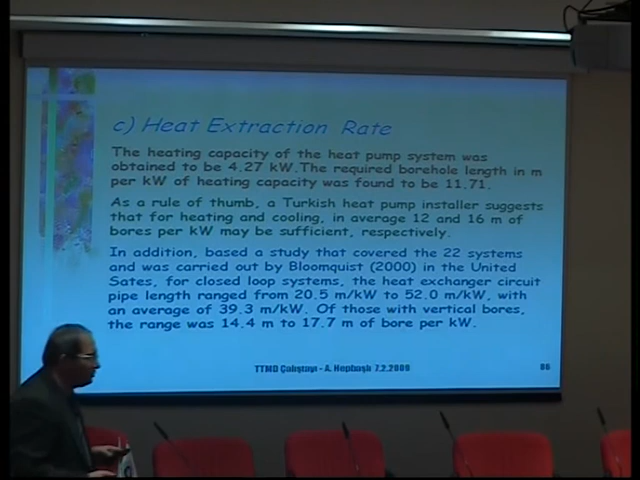 c) Heat Extraction Rate
The heating capacity of the heat pump system was
obtained to be 4.27 kW.The required borehole length in m
per kW of heating capacity was found to be 11.71.
As a rule of thumb, a Turkish heat pump installer suggests
that for heating and cooling, in average 12 and 16 m of
bores per kW may be sufficient, respectively.
In addition, based a study that covered the 22 systems
and was carried out by Bloomquist (2000) in the United
Sates, for closed loop systems, the heat exchanger circuit
pipe length ranged from 20.5 m/kW to 52.0 m/kW, with
an average of 39.3 m/kW. Of those with vertical bores,
the range was 14.4 m to 17.7 m of bore per kW.
TTMD Çalıştayı - A. Hepbaşlı 7.2.2009